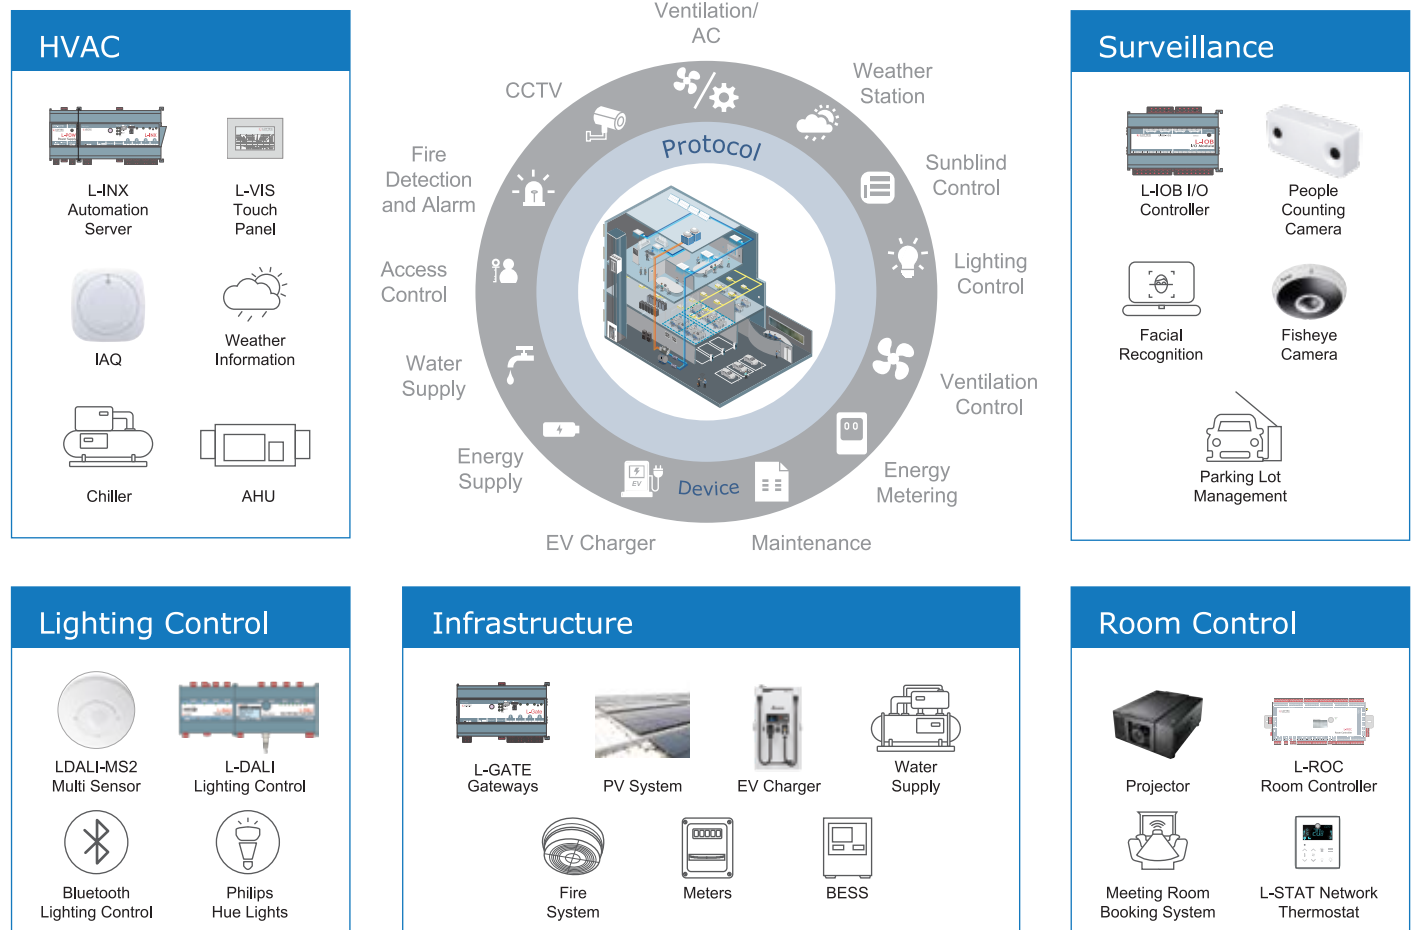 HVAC
L-INX
Automation
Server
L-VIS
Touch
Panel
IAQ
Weather
Information
Chiller
AHU
Ventilation/
AC
CCTV
Weather
Station
Fire
Detection
and Alarm
Sunblind
Control
Access
Control
Lighting
Control
Water
Supply
Ventilation
Control
Energy
Supply
Energy
Metering
EV Charger
Maintenance
Protocol
Device
EV
Surveillance
L-IOB
L-IOB I/O
Controller
People
Counting
Camera
Facial
Recognition
Fisheye
Camera
Parking Lot
Management
Lighting Control
LDALI-MS2
Multi Sensor
L-DALI
Lighting Control
Bluetooth
Lighting Control
Philips
Hue Lights
Infrastructure
L-Gate
L-GATE
Gateways
PV System
EV Charger
Water
Supply
Fire
System
Meters
BESS
Room Control
Projector
L-ROC
Room Controller
Meeting Room
Booking System
L-STAT Network
Thermostat